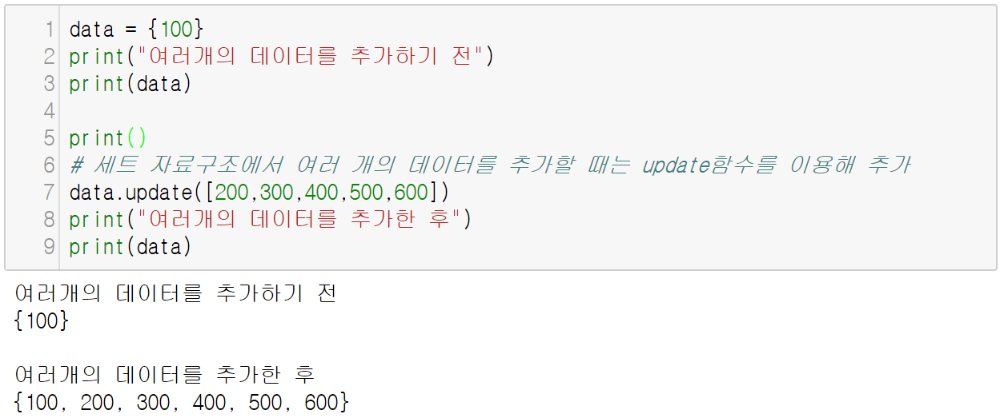 1 data = {100}
2 print("여러개의 데이터를 추가하기 전")
3 print(data)
4
5 print()
6 # 세트 자료구조에서 여러 개의 데이터를 추가할 때는 update함수를 이용해 추가
7 data.update([200,300,400,500,600])
8 print("여러개의 데이터를 추가한 후")
9 print(data)
여러개의 데이터를 추가하기 전
{100}
여러개의 데이터를 추가한 후
{100, 200, 300, 400, 500, 600}